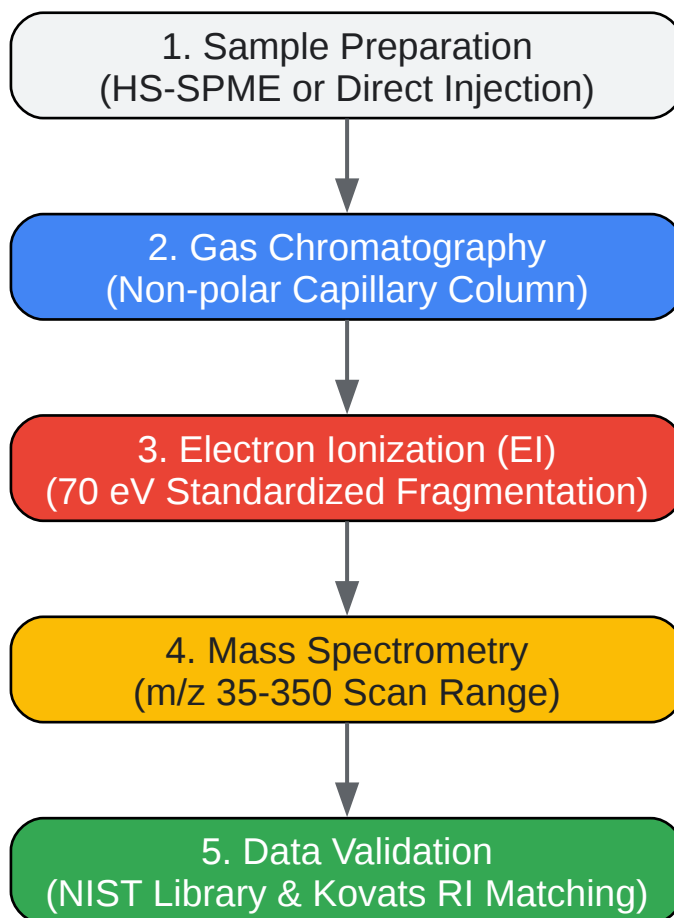 1. Sample Preparation
(HS-SPME or Direct Injection)
2. Gas Chromatography
(Non-polar Capillary Column)
3. Electron Ionization (EI)
(70 eV Standardized Fragmentation)
4. Mass Spectrometry
(m/z 35-350 Scan Range)
5. Data Validation
(NIST Library & Kovats RI Matching)